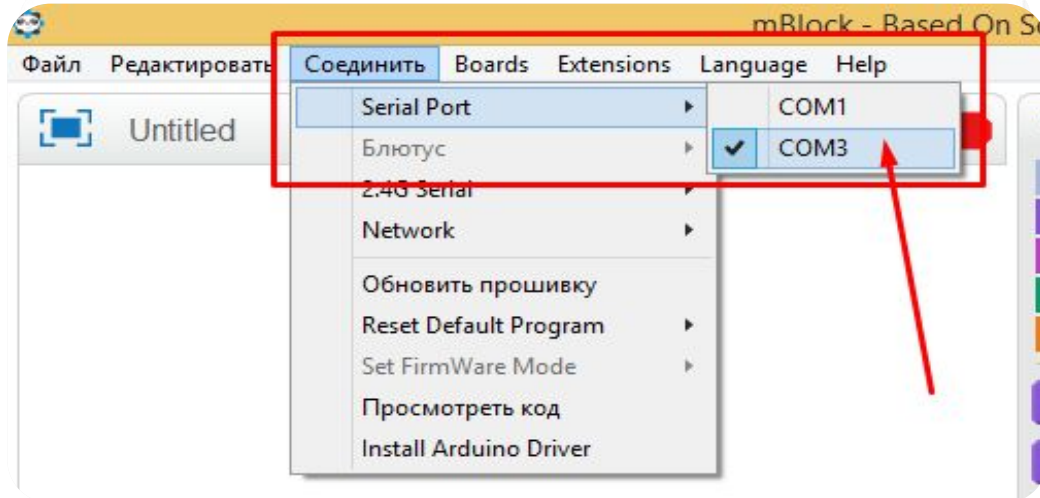 mBlock - Based On S
Файл Редактировать Соединить Boards Extensions Language Help
Untitled
Serial Port
COM1
Блютус
COM3
2.4G Serial
Network
Обновить прошивку
Reset Default Program
Set FirmWare Mode
Просмотреть код
Install Arduino Driver